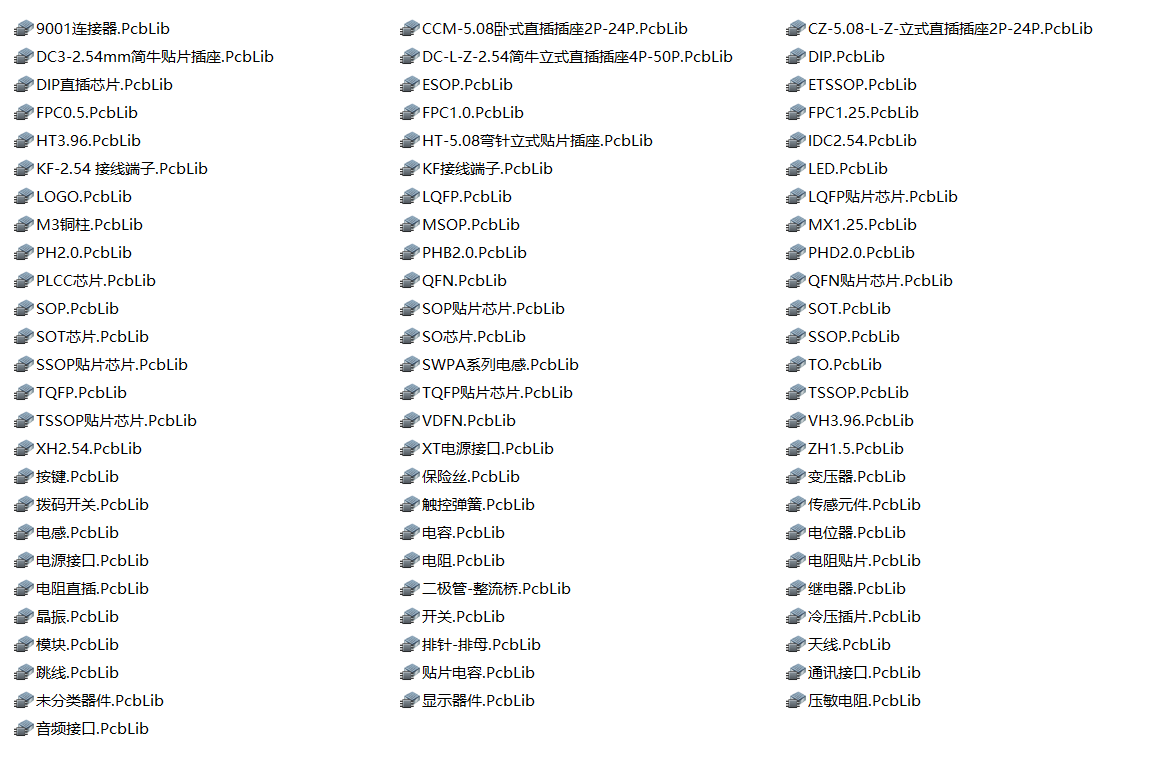 9001连接器.PcbLib
CCM-5.08卧式直插插座2P-24P.PcbLib
CZ-5.08-L-Z-立式直插插座2P-24P.PcbLib
DC3-2.54mm简牛贴片插座.PcbLib
DC-L-Z-2.54简牛立式直插插座4P-50P.PcbLib
DIP.PcbLib
DIP直插芯片.PcbLib
ESOP.PcbLib
ETSSOP.PcbLib
FPC0.5.PcbLib
FPC1.0.PcbLib
FPC1.25.PcbLib
HT3.96.PcbLib
HT-5.08弯针立式贴片插座.PcbLib
IDC2.54.PcbLib
KF-2.54 接线端子.PcbLib
KF接线端子.PcbLib
LED.PcbLib
LOGO.PcbLib
LQFP.PcbLib
LQFP贴片芯片.PcbLib
M3铜柱.PcbLib
MSOP.PcbLib
MX1.25.PcbLib
PH2.0.PcbLib
PHB2.0.PcbLib
PHD2.0.PcbLib
PLCC芯片.PcbLib
QFN.PcbLib
QFN贴片芯片.PcbLib
SOP.PcbLib
SOP贴片芯片.PcbLib
SOT.PcbLib
SOT芯片.PcbLib
SO芯片.PcbLib
SSOP.PcbLib
SSOP贴片芯片.PcbLib
SWPA系列电感.PcbLib
TO.PcbLib
TQFP.PcbLib
TQFP贴片芯片.PcbLib
TSSOP.PcbLib
TSSOP贴片芯片.PcbLib
VDFN.PcbLib
VH3.96.PcbLib
XH2.54.PcbLib
XT电源接口.PcbLib
ZH1.5.PcbLib
按键.PcbLib
保险丝.PcbLib
变压器.PcbLib
拨码开关.PcbLib
触控弹簧.PcbLib
传感元件.PcbLib
电感.PcbLib
电容.PcbLib
电位器.PcbLib
电源接口.PcbLib
电阻.PcbLib
电阻贴片.PcbLib
电阻直插.PcbLib
二极管-整流桥.PcbLib
继电器.PcbLib
晶振.PcbLib
开关.PcbLib
冷压插片.PcbLib
模块.PcbLib
排针-排母.PcbLib
天线.PcbLib
跳线.PcbLib
贴片电容.PcbLib
通讯接口.PcbLib
未分类器件.PcbLib
显示器件.PcbLib
压敏电阻.PcbLib
音频接口.PcbLib